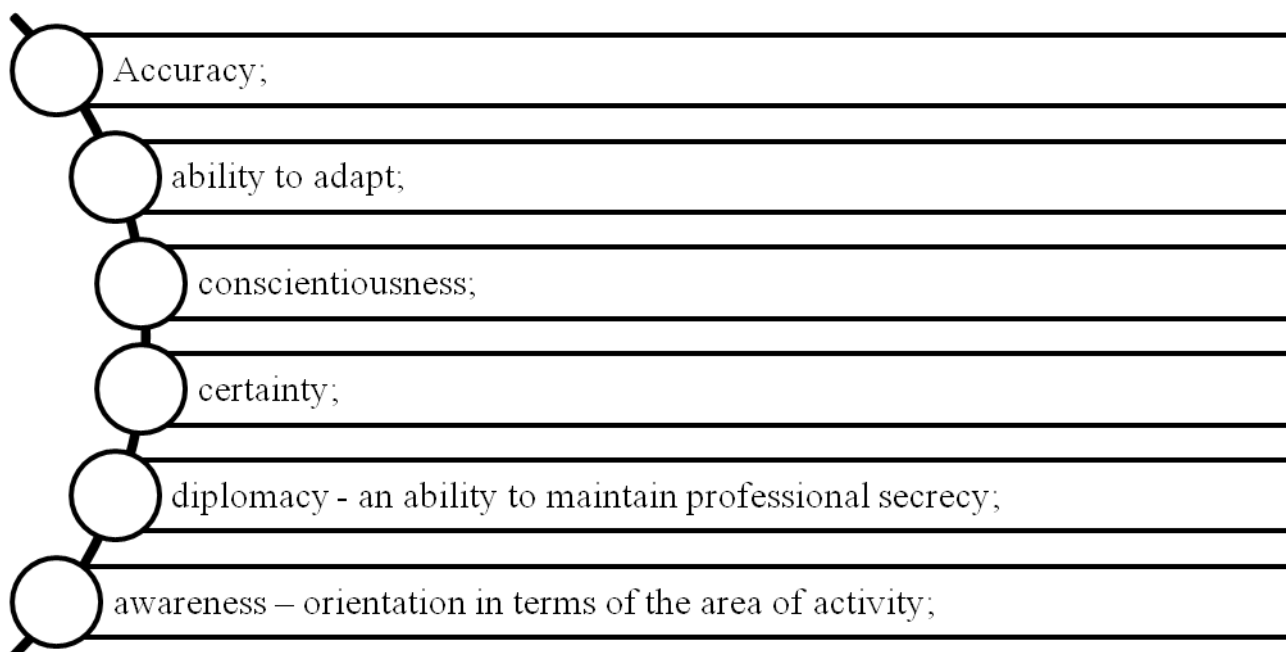 Accuracy;
ability to adapt;
conscientiousness;
certainty;
diplomacy - an ability to maintain professional secrecy;
awareness – orientation in terms of the area of activity;